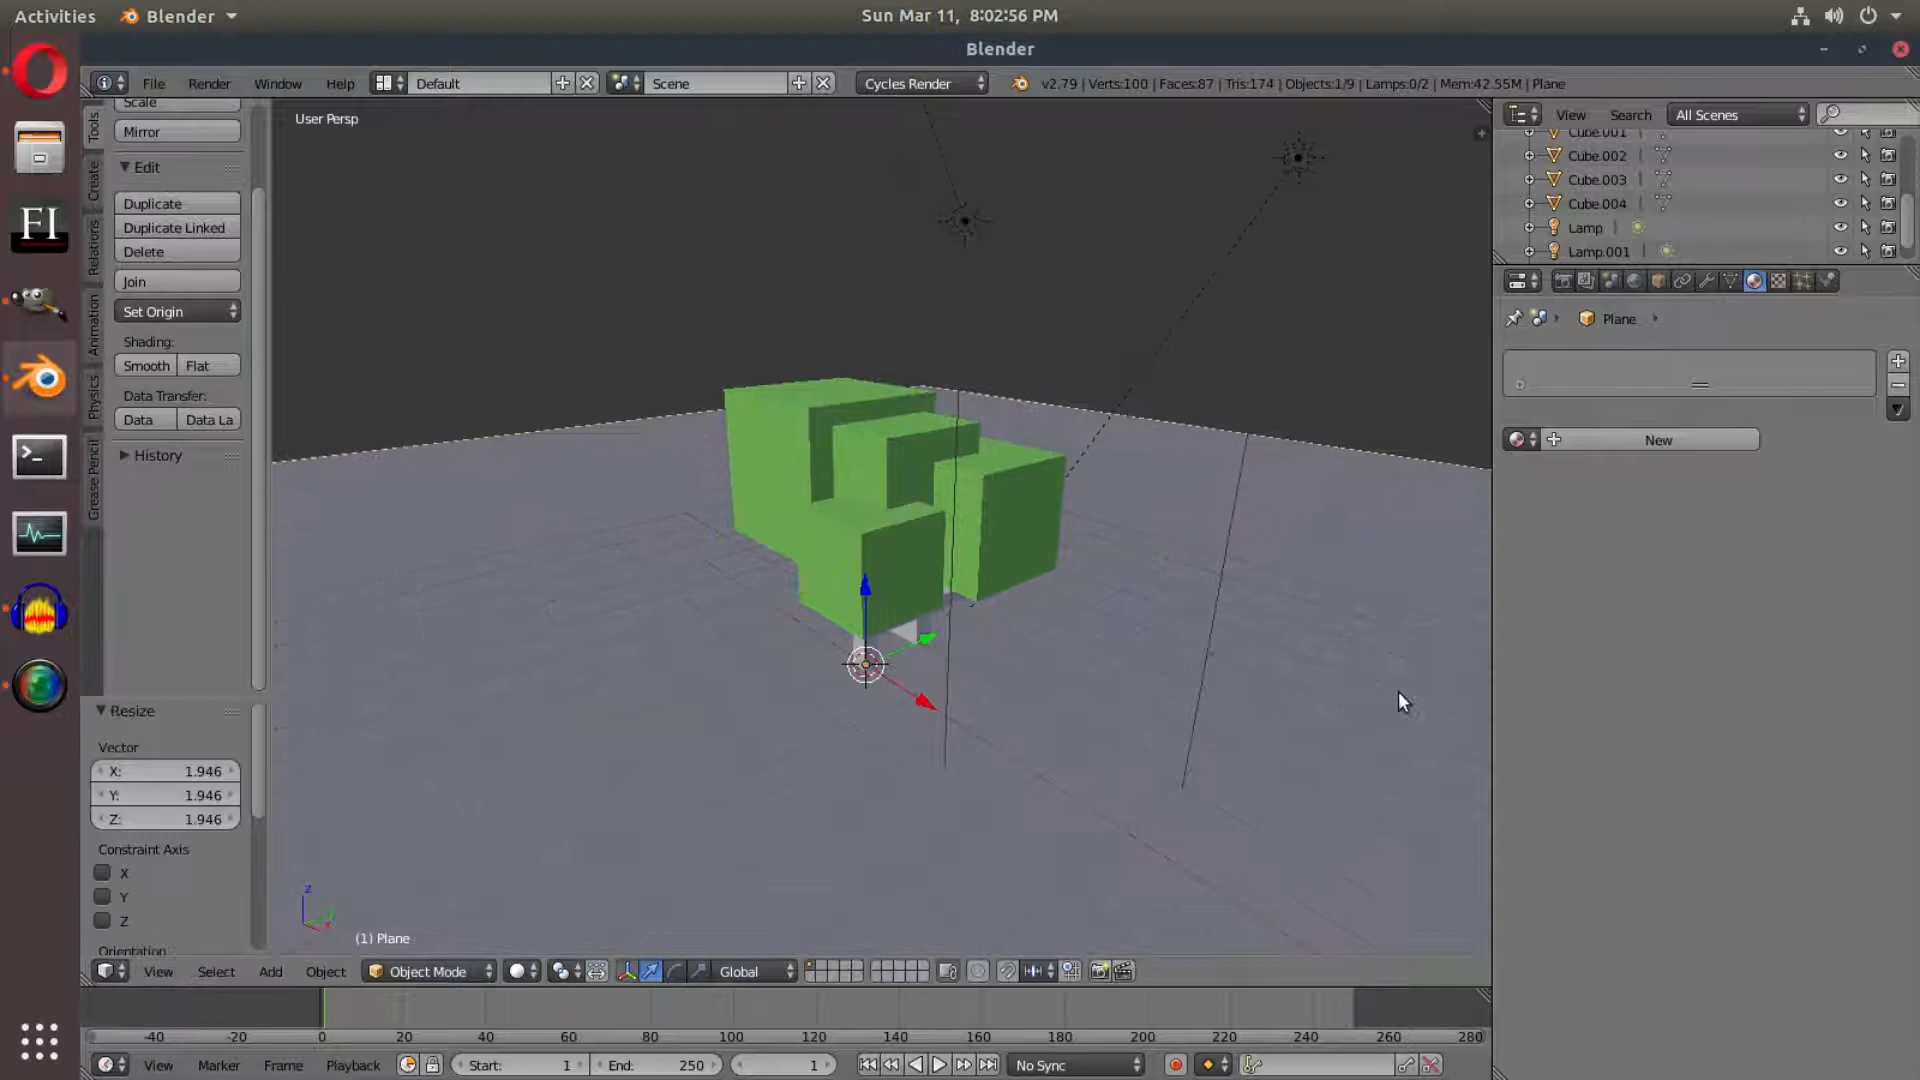 Activities Blender Sun Mar 11, 8:02:56 PM
Blender
File Render Window Help Default Scene Cycles Render v2.79 | Verts:100 | Faces:87 | Tris:174 | Objects:1/9 | Lamps:0/2 | Mem:42.55M | Plane
Scale
Mirror
Edit
Duplicate
Duplicate Linked
Delete
Join
Set Origin
Shading:
Smooth Flat
Data Transfer:
Data Data La
History
Tools
Create
Relations
Animation
Physics
Grease Pencil
Resize
Vector
X: 1.946
Y: 1.946
Z: 1.946
Constraint Axis
X
Y
Z
Orientation
FI
User Persp
z
(1) Plane
View Search All Scenes
Cube.001
Cube.002
Cube.003
Cube.004
Lamp
Lamp.001
Plane
New
View Select Add Object Object Mode Global
-40 -20 0 20 40 60 80 100 120 140 160 180 200 220 240 260 280
View Marker Frame Playback Start: 1 End: 250 1 No Sync